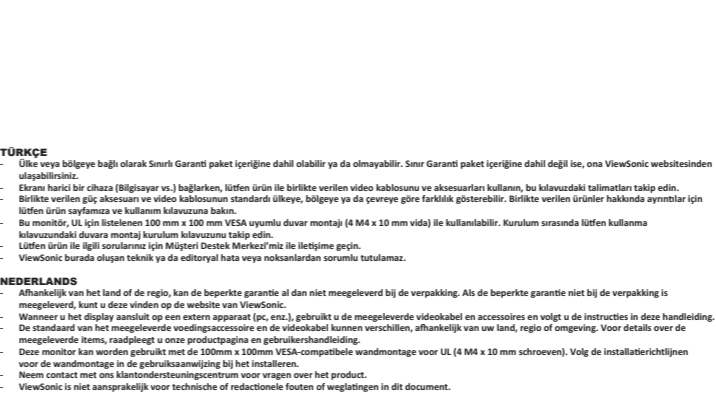 TÜRKÇE
- Ülke veya bölgeye bağlı olarak Sınırlı Garanti paket içeriğine dahil olabilir ya da olmayabilir. Sınır Garanti paket içeriğine dahil değil ise, ona ViewSonic websitesinden
ulaşabilirsiniz.
- Ekranı harici bir cihaza (Bilgisayar vs.) bağlarken, lütfen ürün ile birlikte verilen video kablosunu ve aksesuarları kullanın, bu kılavuzdaki talimatları takip edin.
- Birlikte verilen güç aksesuarı ve video kablosunun standardı ülkeye, bölgeye ya da çevreye göre farklılık gösterebilir. Birlikte verilen ürünler hakkında ayrıntılar için
lütfen ürün sayfamıza ve kullanım kılavuzuna bakın.
- Bu monitör, UL için listelenen 100 mm x 100 mm VESA uyumlu duvar montajı (4 M4 x 10 mm vida) ile kullanılabilir. Kurulum sırasında lütfen kullanma
kılavuzundaki duvara montaj kurulum kılavuzunu takip edin.
- Lütfen ürün ile ilgili sorularınız için Müşteri Destek Merkezi'miz ile iletişime geçin.
- ViewSonic burada oluşan teknik ya da editoryal hata veya noksanlardan sorumlu tutulamaz.
NEDERLANDS
- Afhankelijk van het land of de regio, kan de beperkte garantie al dan niet meegeleverd bij de verpakking. Als de beperkte garantie niet bij de verpakking is
meegeleverd, kunt u deze vinden op de website van ViewSonic.
- Wanneer u het display aansluit op een extern apparaat (pc, enz.), gebruikt u de meegeleverde videokabel en accessoires en volgt u de instructies in deze handleiding.
- De standaard van het meegeleverde voedingsaccessoire en de videokabel kunnen verschillen, afhankelijk van uw land, regio of omgeving. Voor details over de
meegeleverde items, raadpleegt u onze productpagina en gebruikershandleiding.
- Deze monitor kan worden gebruikt met de 100mm x 100mm VESA-compatibele wandmontage voor UL (4 M4 x 10 mm schroeven). Volg de installatierichtlijnen
voor de wandmontage in de gebruiksaanwijzing bij het installeren.
- Neem contact met ons klantondersteuningscentrum voor vragen over het product.
- ViewSonic is niet aansprakelijk voor technische of redactionele fouten of weglatingen in dit document.